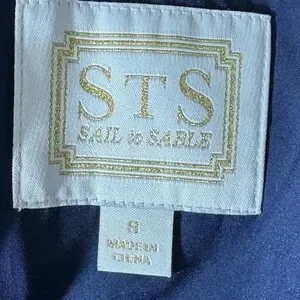 STS
SAIL to SABLE
8
MADE IN
CHINA